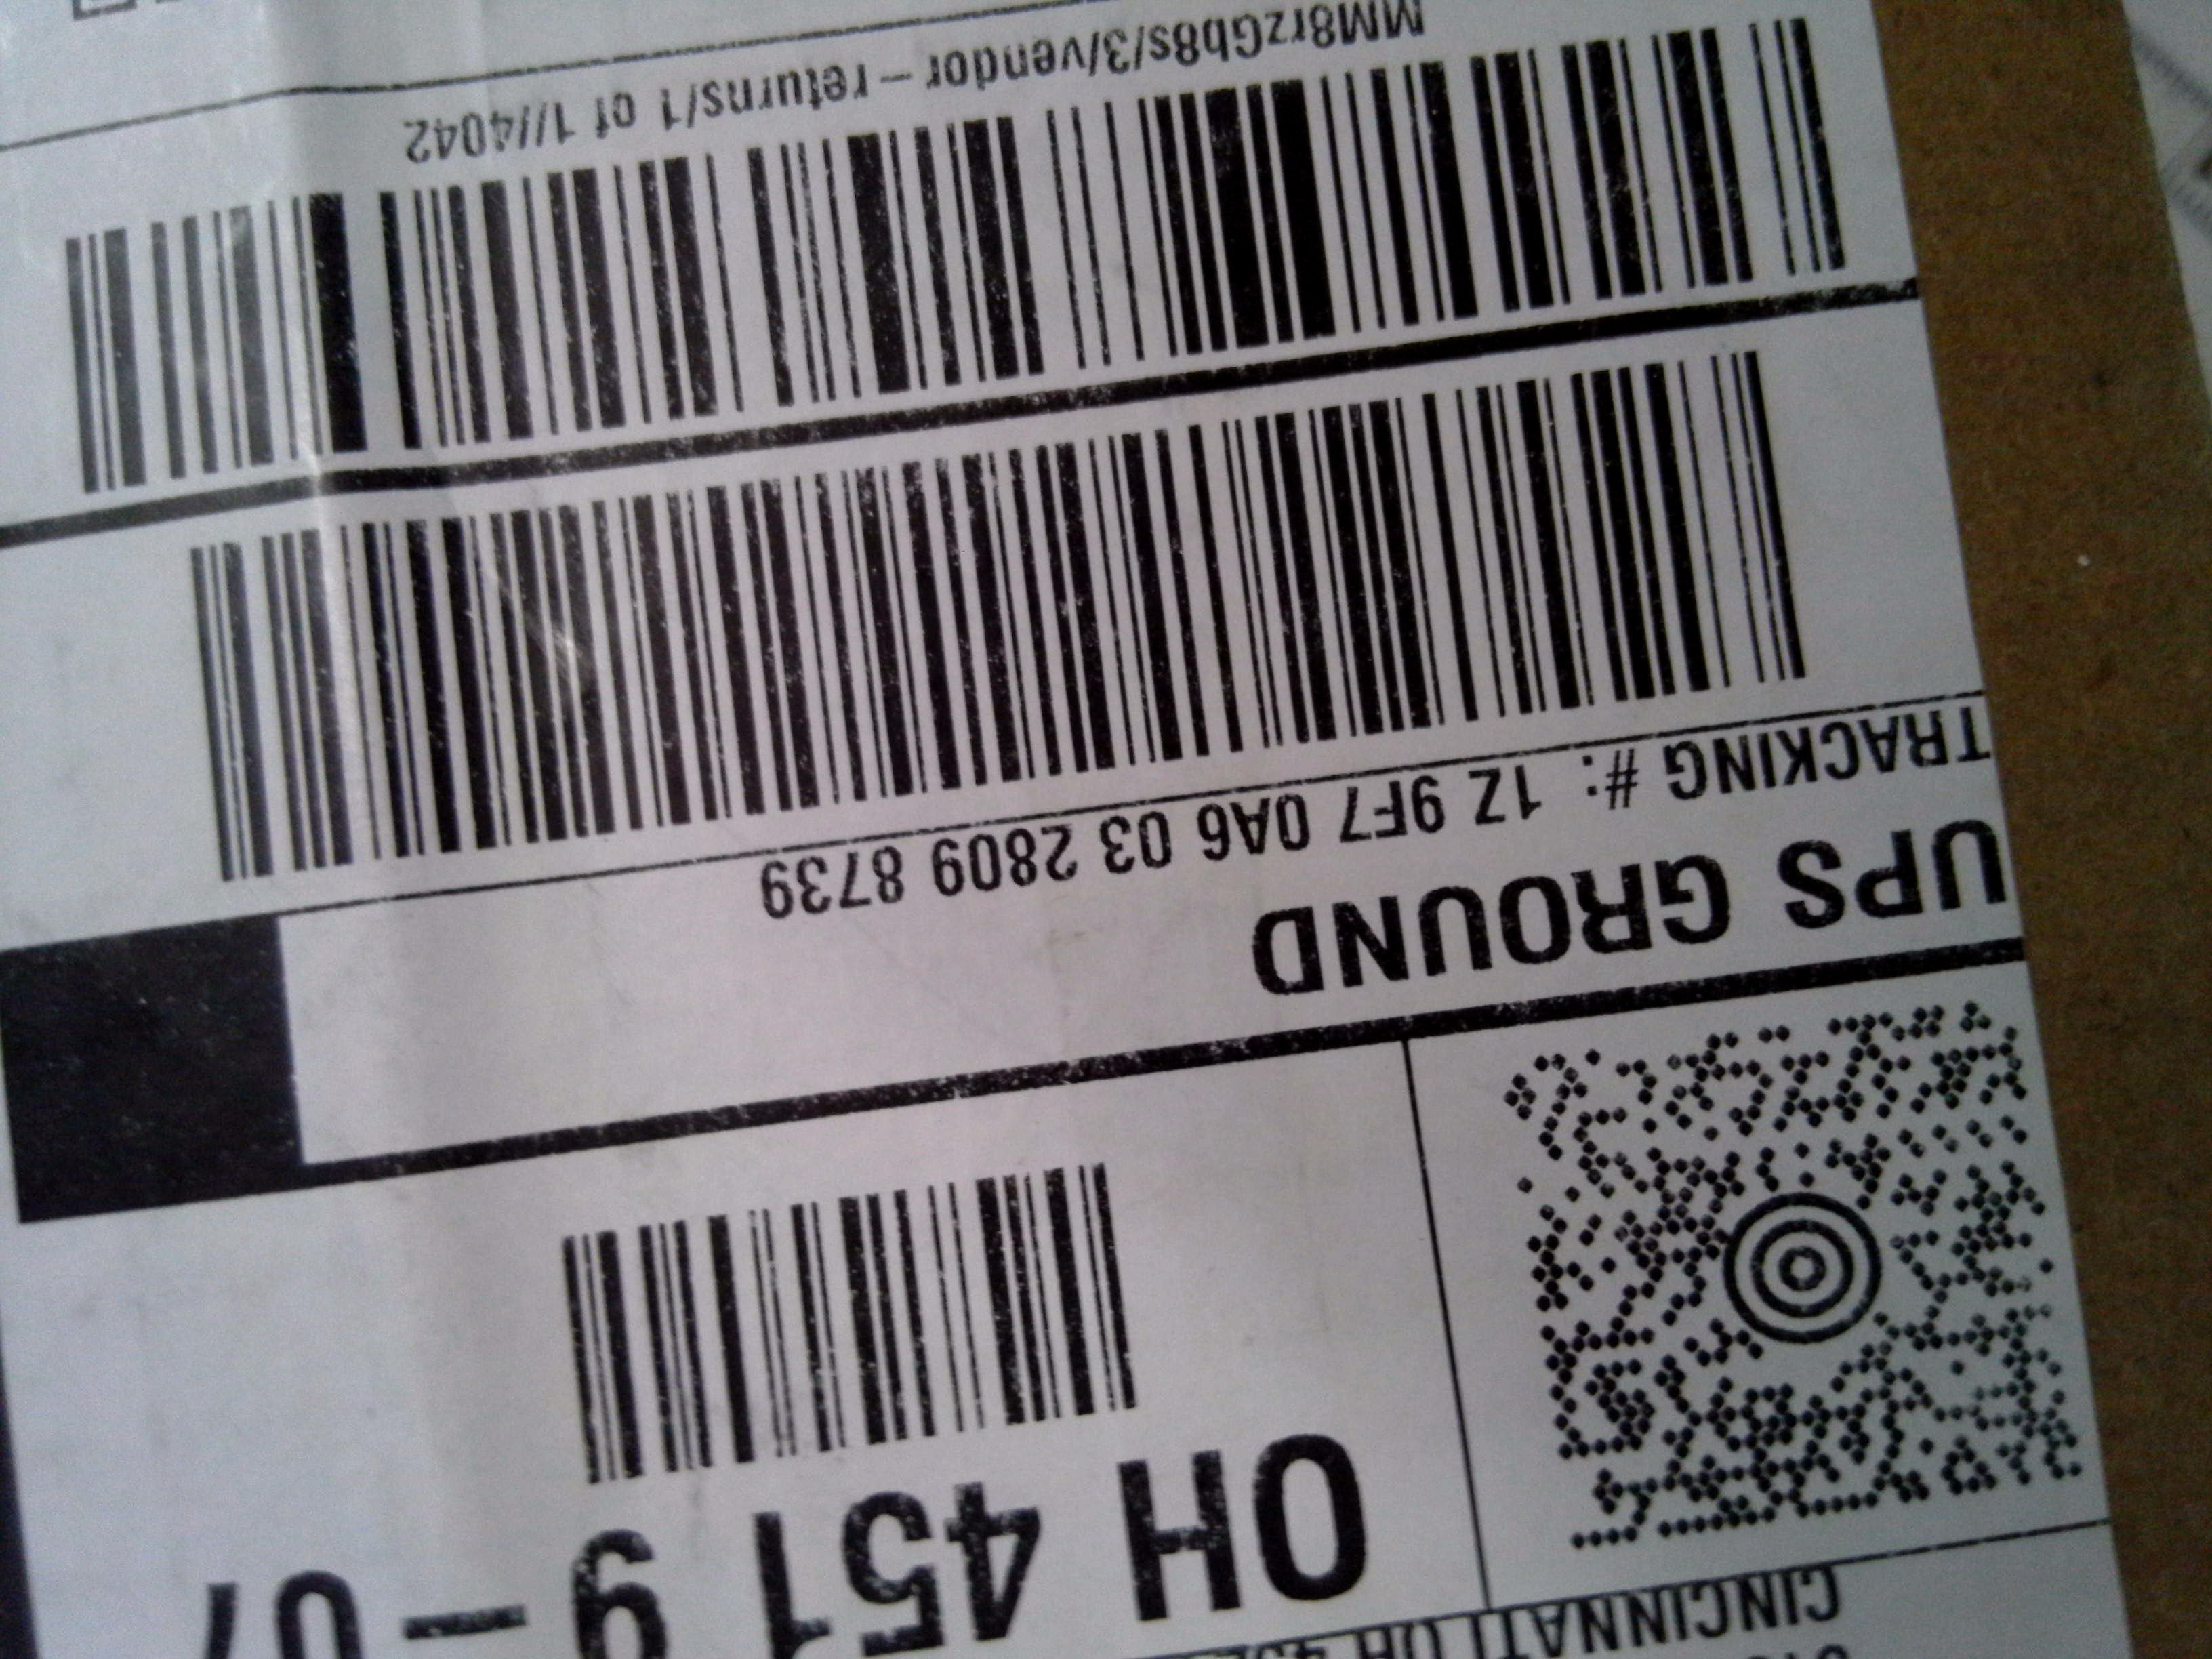 CINCINNATI OH
OH 451 9 – 07
UPS GROUND
TRACKING #: 1Z 9F7 0A6 03 2809 8739
MM8rzGb8s/3/vendor – returns/1 of 1//4042